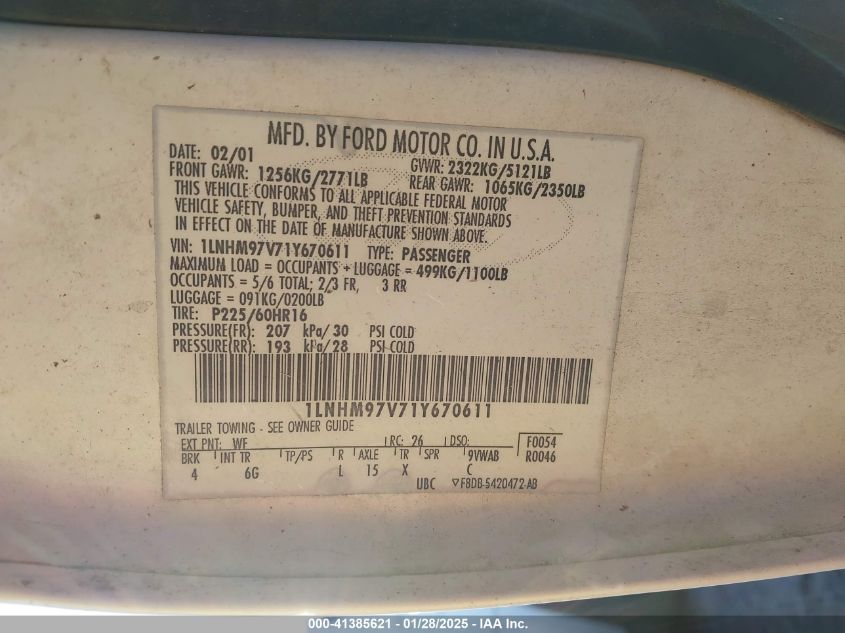 MFD. BY FORD MOTOR CO. IN U.S.A.
DATE: 02/01 GVWR: 2322KG/5121LB
FRONT GAWR: 1256KG/2771LB REAR GAWR: 1065KG/2350LB
THIS VEHICLE CONFORMS TO ALL APPLICABLE FEDERAL MOTOR
VEHICLE SAFETY, BUMPER, AND THEFT PREVENTION STANDARDS
IN EFFECT ON THE DATE OF MANUFACTURE SHOWN ABOVE.
VIN: 1LNHM97V71Y670611 TYPE: PASSENGER
MAXIMUM LOAD = OCCUPANTS + LUGGAGE = 499KG/1100LB
OCCUPANTS = 5/6 TOTAL; 2/3 FR, 3 RR
LUGGAGE = 091KG/0200LB
TIRE: P225/60HR16
PRESSURE(FR): 207 kPa/30 PSI COLD
PRESSURE(RR): 193 kPa/28 PSI COLD
1LNHM97V71Y670611
TRAILER TOWING - SEE OWNER GUIDE
EXT PNT: WF RC: 26 DSO: F0054
BRK INT TR TP/PS R AXLE TR SPR 9VWAB R0046
4 6G L 15 X C
UBC ▽F8DB-5420472-AB
000-41385621 - 01/28/2025 - IAA Inc.